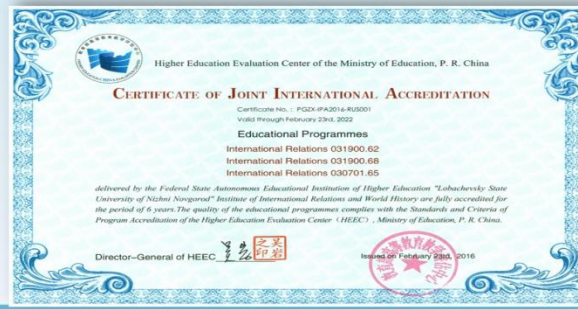 Higher Education Evaluation Center of the Ministry of Education, P. R. China
CERTIFICATE OF JOINT INTERNATIONAL ACCREDITATION
Certificate No. : PGZX-IPA2016-RUS001
Valid through February 23rd, 2022
Educational Programmes
International Relations 031900.62
International Relations 031900.68
International Relations 030701.65
delivered by the Federal State Autonomous Educational Institution of Higher Education "Lobachevsky State
University of Nizhni Novgorod" Institute of International Relations and World History are fully accredited for
the period of 6 years.The quality of the educational programmes complies with the Standards and Criteria of
Program Accreditation of the Higher Education Evaluation Center (HEEC), Ministry of Education, P. R. China.
Director-General of HEEC
吴岩之印
Issued on February 23rd, 2016